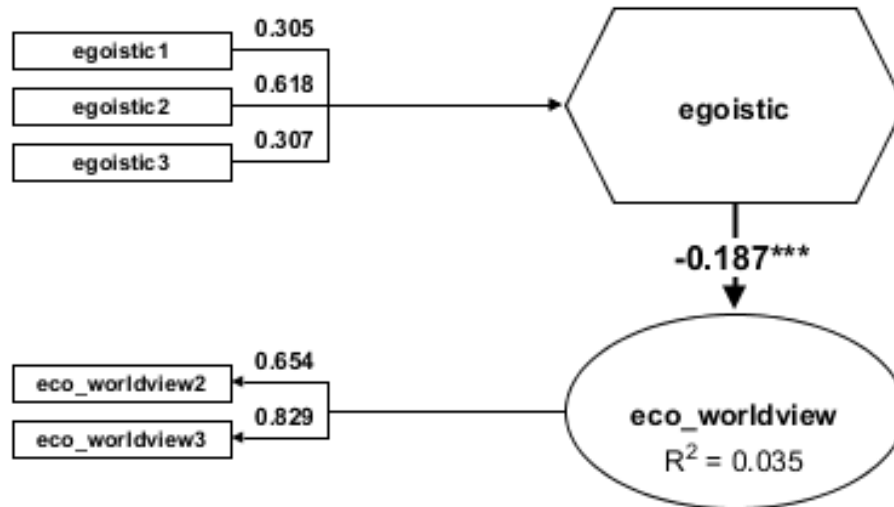 0.305
egoistic1
0.618
egoistic2
0.307
egoistic3
egoistic
-0.187***
0.654
eco_worldview2
0.829
eco_worldview3
eco_worldview
R² = 0.035